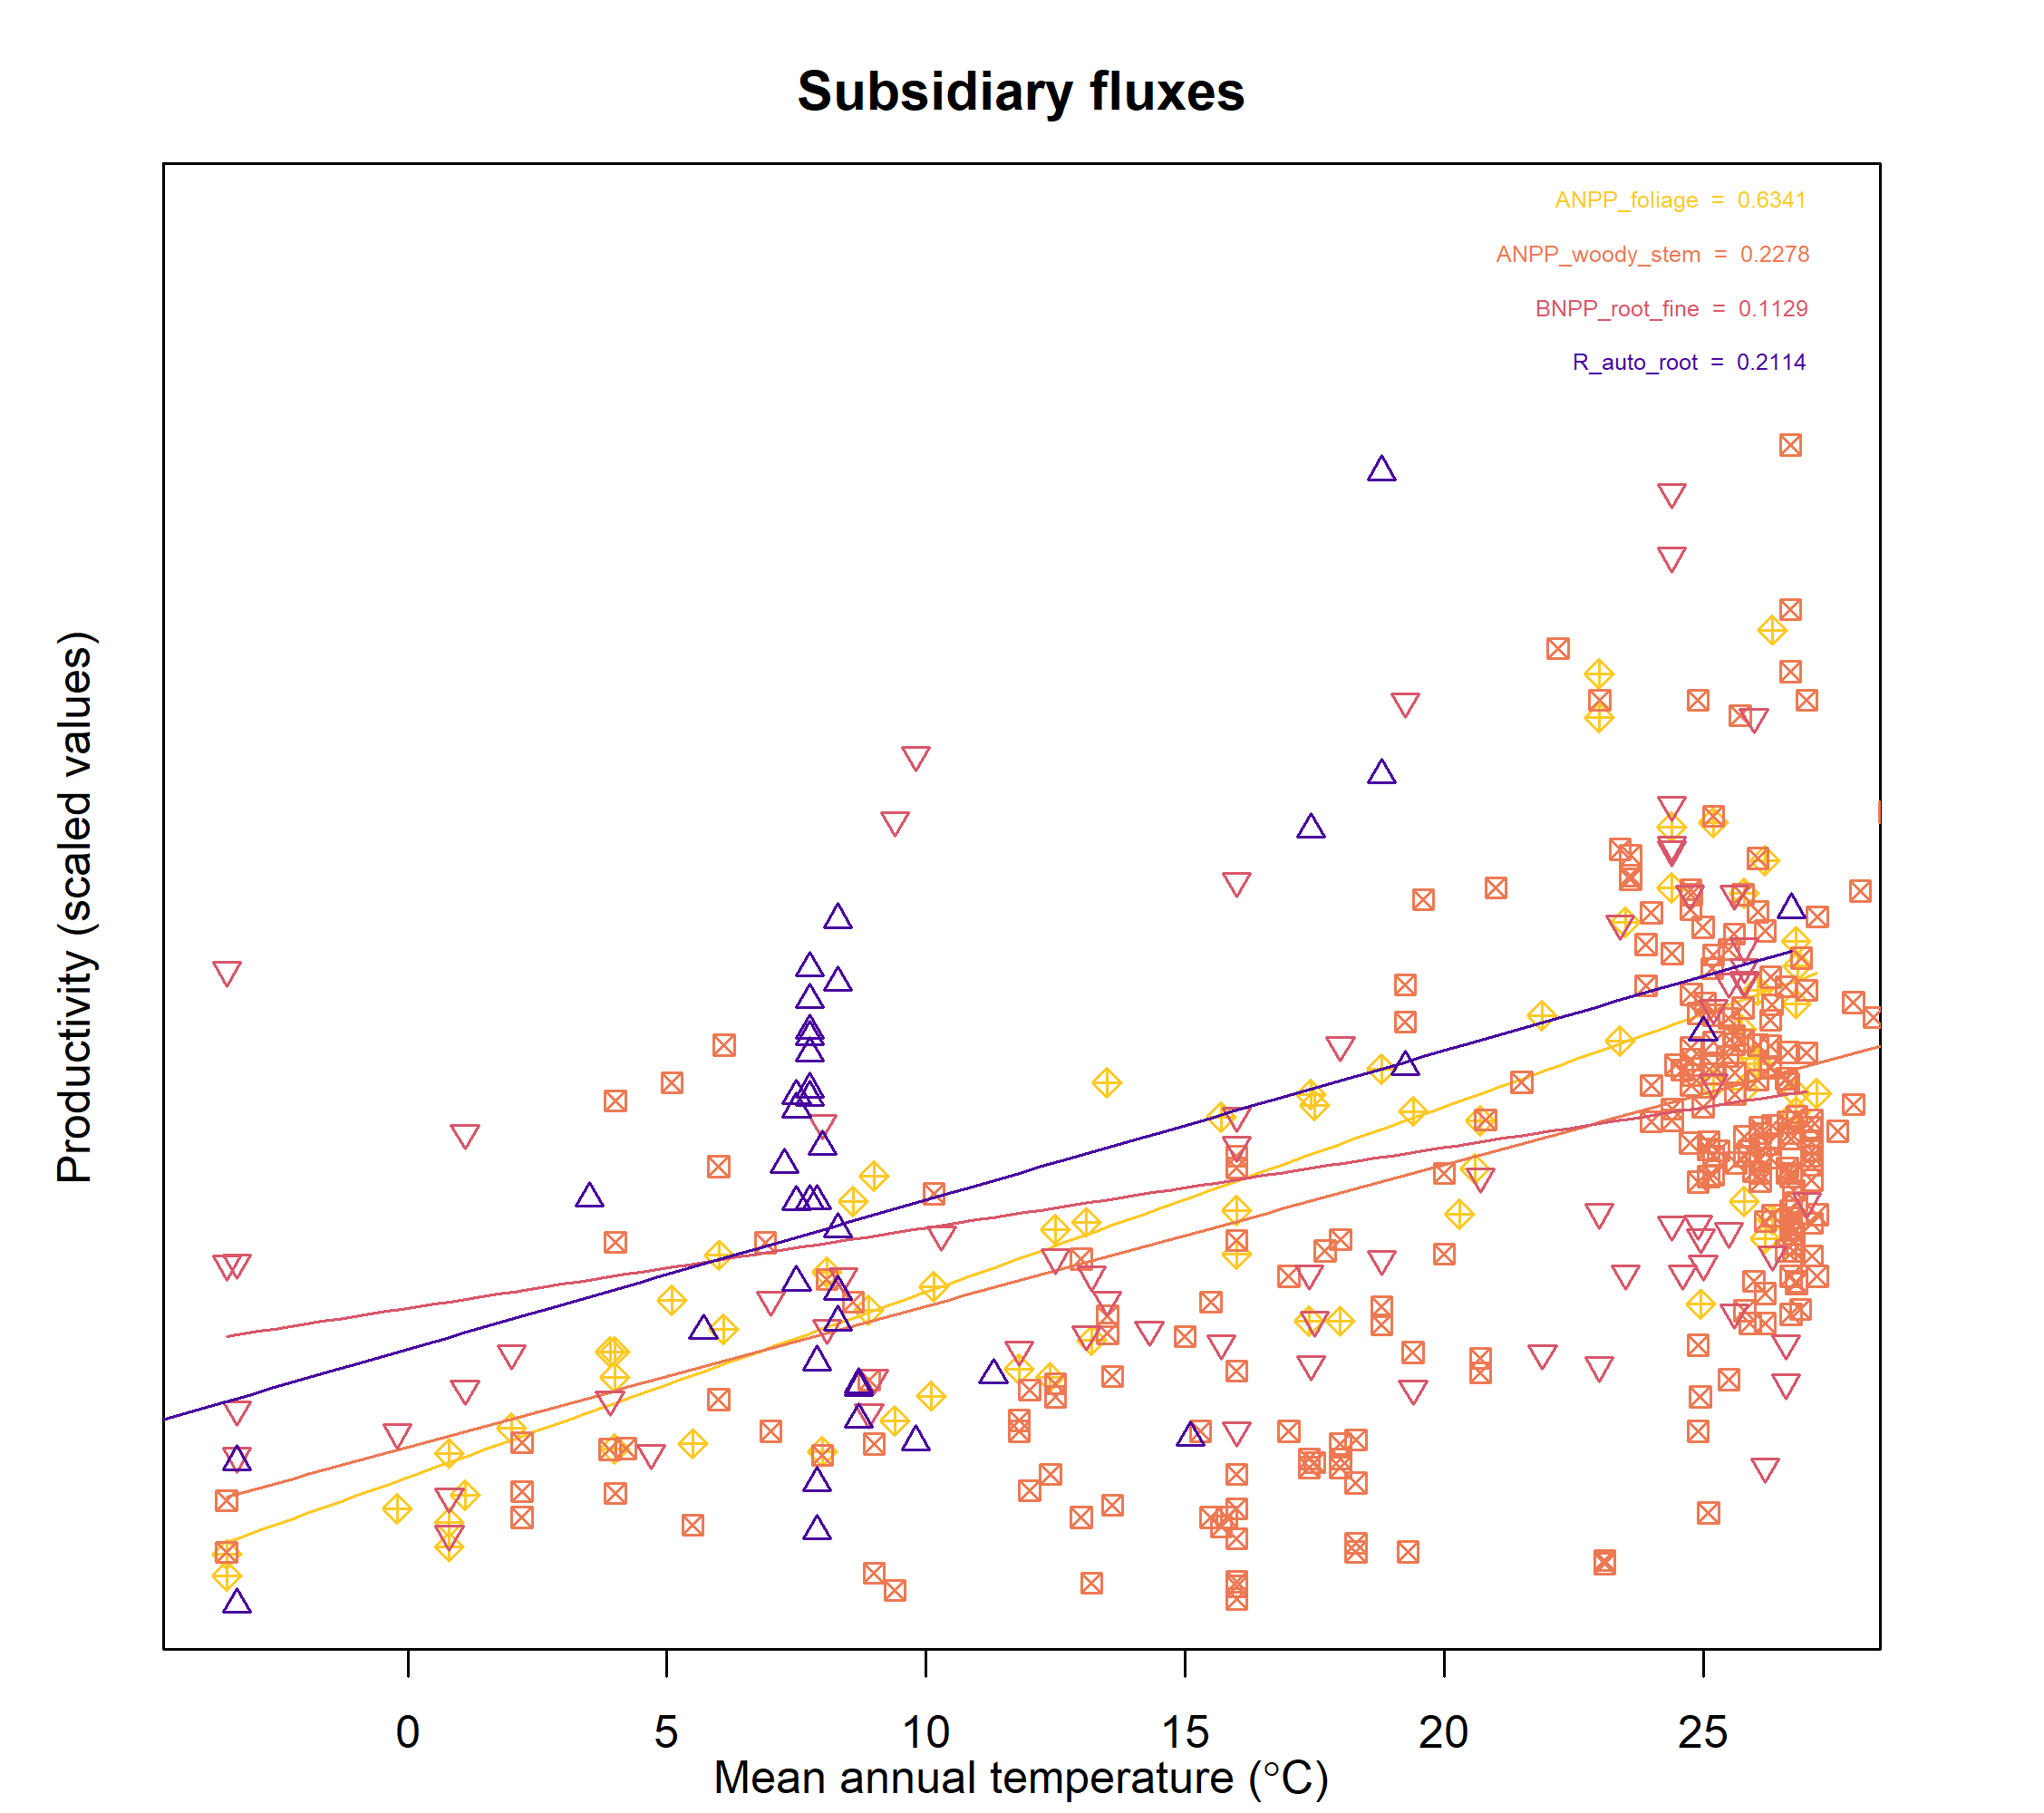 Subsidiary fluxes
ANPP_foliage = 0.6341
ANPP_woody_stem = 0.2278
BNPP_root_fine = 0.1129
R_auto_root = 0.2114
Productivity (scaled values)
0 5 10 15 20 25
Mean annual temperature (°C)